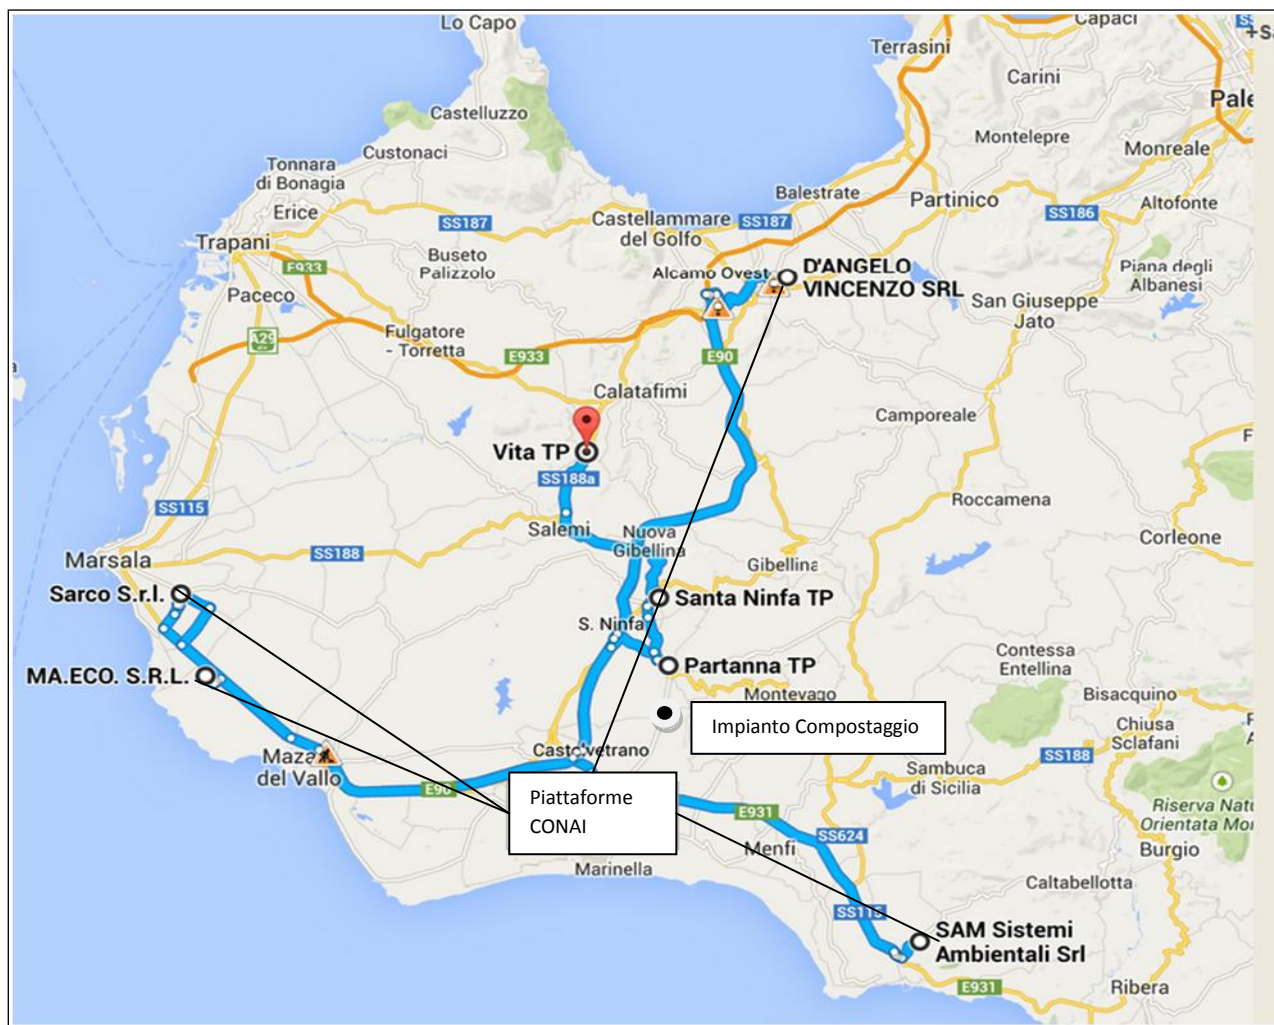 Lo Capo
Capaci
Terrasini
Carini
Castelluzzo
Montelepre
Monreale
Custonaci
Tonnara
di Bonagia
Balestrate
Partinico
Altofonte
Erice
SS187
Castellammare
del Golfo
SS187
SS186
Trapani
Buseto
Palizzolo
Alcamo Ovest
D'ANGELO
VINCENZO SRL
Piana degli
Albanesi
E933
Paceco
San Giuseppe
Jato
A29
Fulgatore
- Torretta
E933
E90
Calatafimi
Camporeale
Vita TP
SS188a
SS115
Roccamena
Salemi
Nuova
Gibellina
Corleone
Marsala
SS188
Gibellina
Sarco S.r.l.
Santa Ninfa TP
S. Ninfa
Contessa
Entellina
MA.ECO. S.R.L.
Partanna TP
Montevago
Bisacquino
Impianto Compostaggio
Chiusa
Sclafani
Castelvetrano
SS188
del Vallo
Sambuca
di Sicilia
E90
Piattaforme
CONAI
E931
SS624
Menfi
Riserva
Orientata
Burgio
Marinella
Caltabellotta
SS115
SAM Sistemi
Ambientali Srl
E931
Ribera